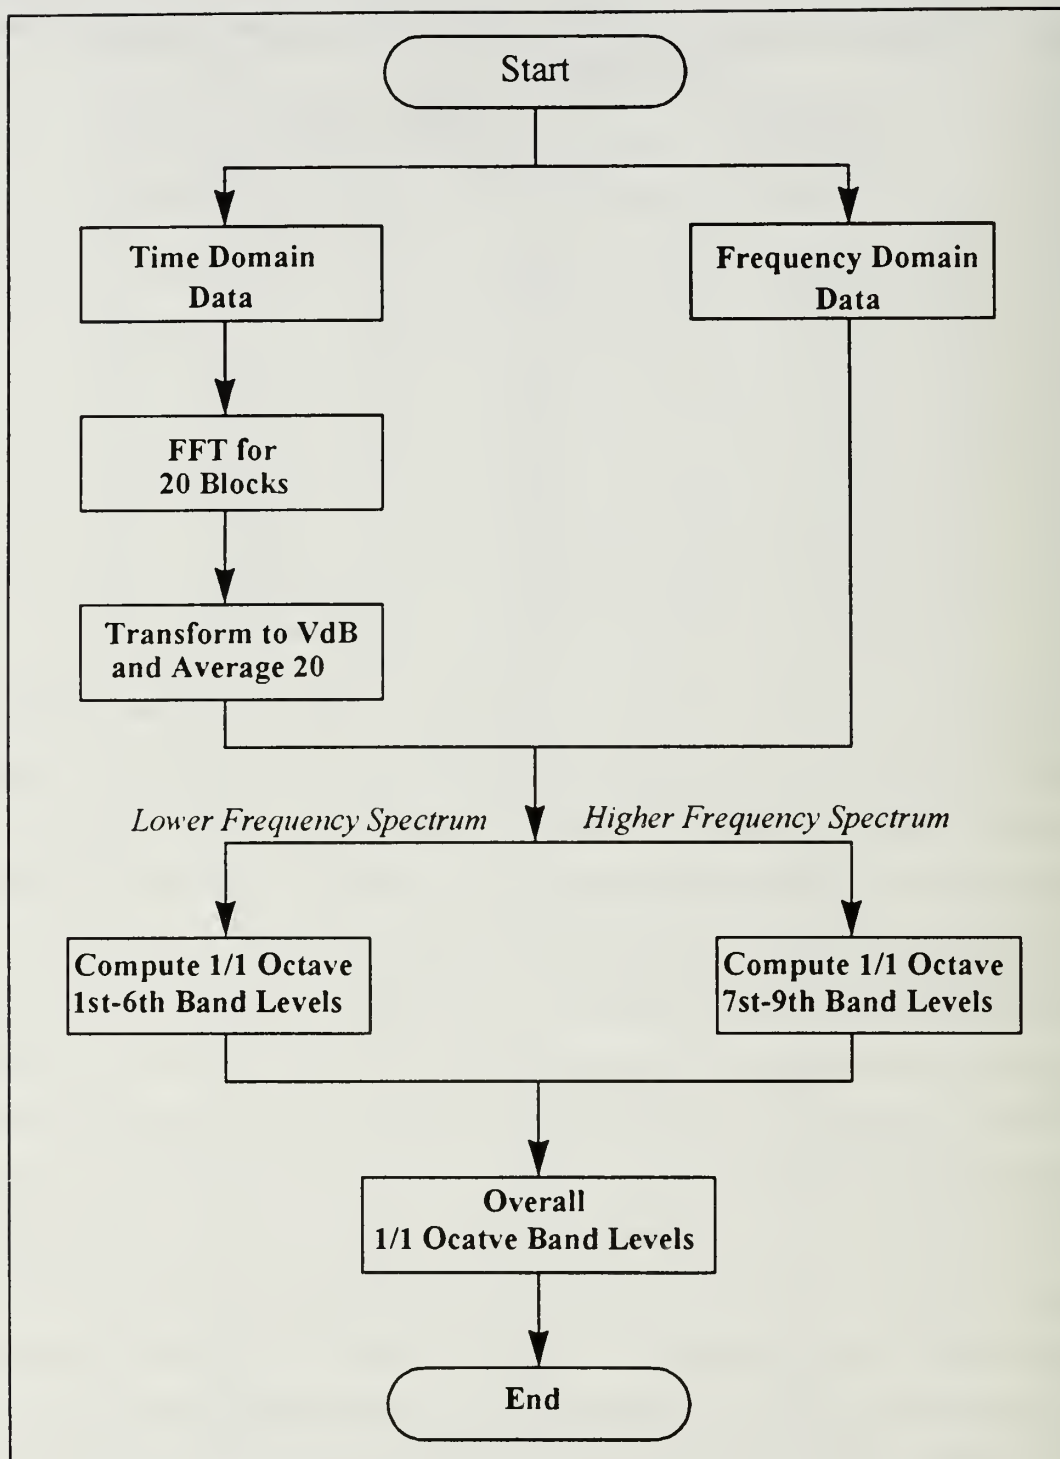 Start
Time Domain
Data
Frequency Domain
Data
FFT for
20 Blocks
Transform to VdB
and Average 20
Lower Frequency Spectrum
Higher Frequency Spectrum
Compute 1/1 Octave
1st-6th Band Levels
Compute 1/1 Octave
7st-9th Band Levels
Overall
1/1 Ocatve Band Levels
End